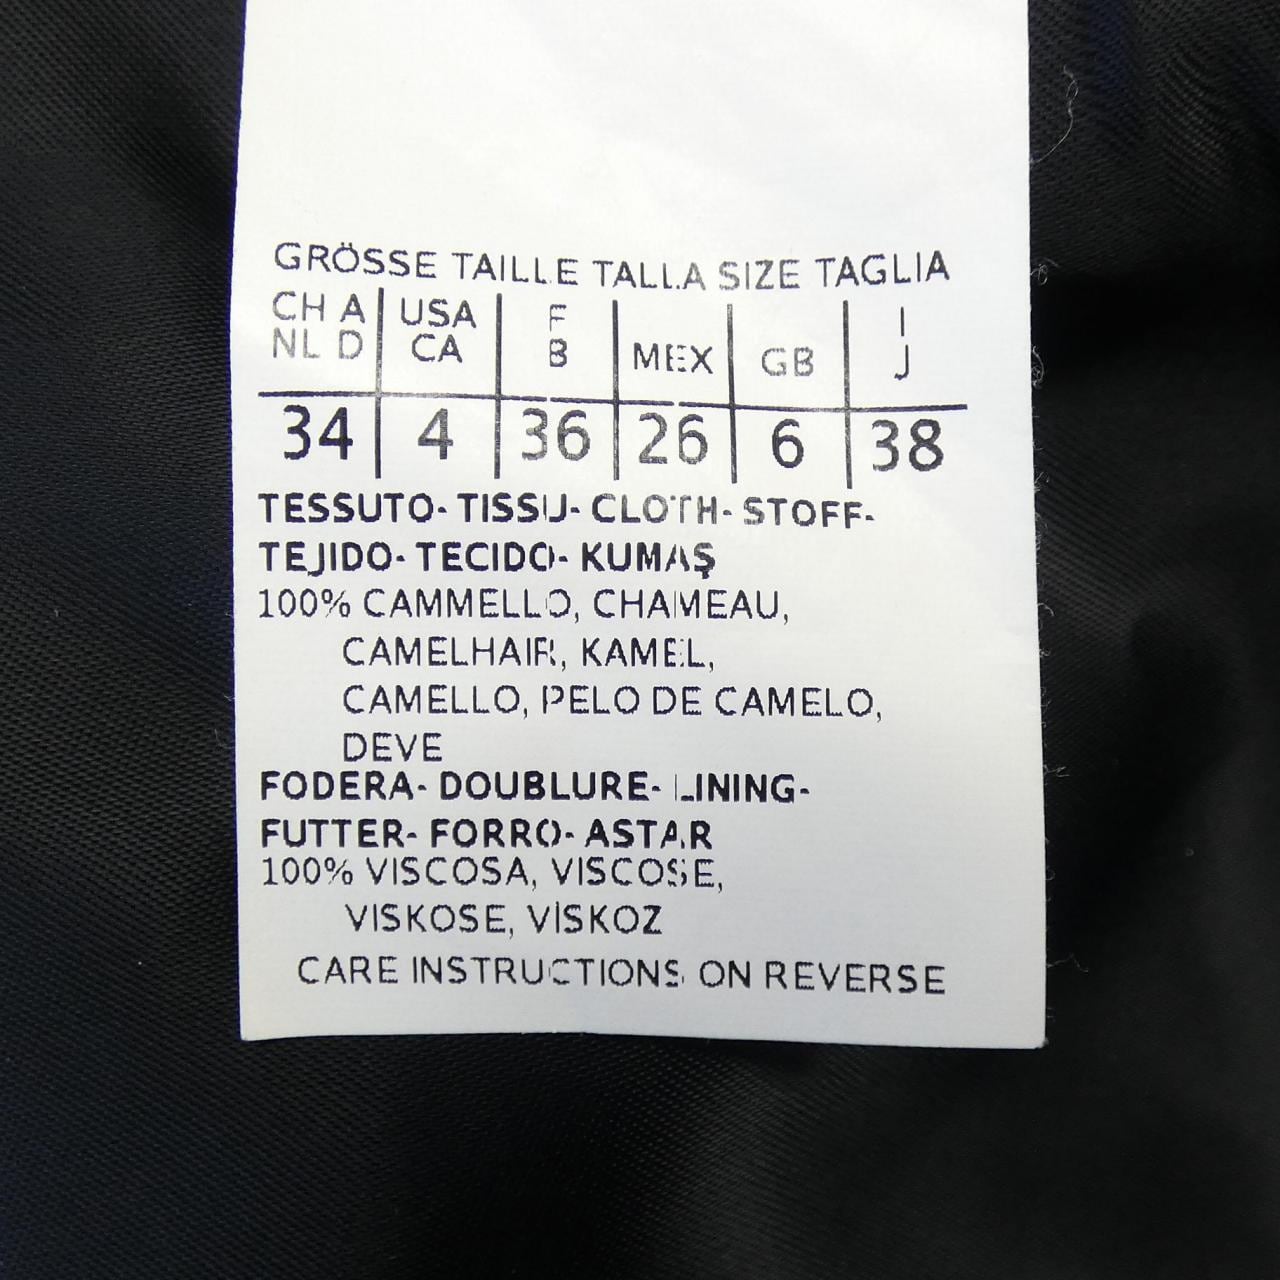 GRÖSSE TAILLE TALLA SIZE TAGLIA
CH A USA F MEX GB I
NL D CA B J
34 4 36 26 6 38
TESSUTO- TISSU- CLOTH- STOFF-
TEJIDO- TECIDO- KUMAŞ
100% CAMMELLO, CHAMEAU,
CAMELHAIR, KAMEL,
CAMELLO, PELO DE CAMELO,
DEVE
FODERA- DOUBLURE- LINING-
FUTTER- FORRO- ASTAR
100% VISCOSA, VISCOSE,
VISKOSE, VİSKOZ
CARE INSTRUCTIONS ON REVERSE